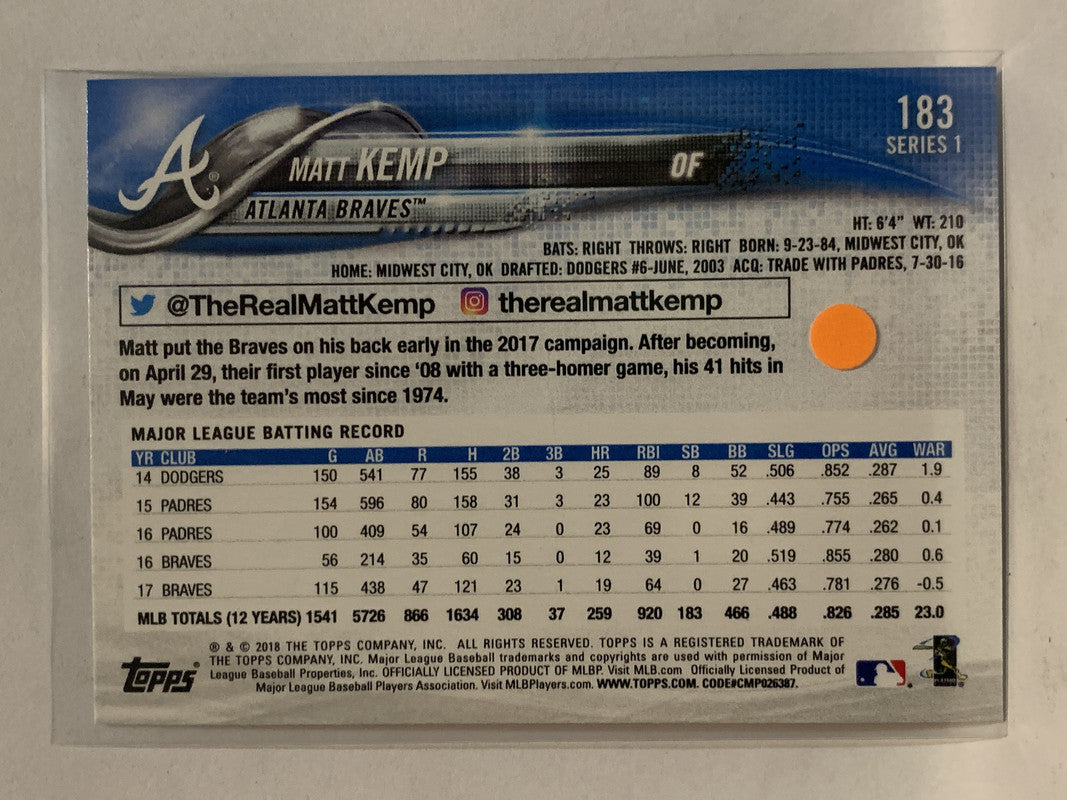 183
SERIES 1
A®
MATT KEMP OF
ATLANTA BRAVES™
HT: 6'4" WT: 210
BATS: RIGHT THROWS: RIGHT BORN: 9-23-84, MIDWEST CITY, OK
HOME: MIDWEST CITY, OK DRAFTED: DODGERS #6-JUNE, 2003 ACQ: TRADE WITH PADRES, 7-30-16
@TheRealMattKemp therealmattkemp
Matt put the Braves on his back early in the 2017 campaign. After becoming,
on April 29, their first player since '08 with a three-homer game, his 41 hits in
May were the team's most since 1974.
MAJOR LEAGUE BATTING RECORD
YR CLUB G AB R H 2B 3B HR RBI SB BB SLG OPS AVG WAR
14 DODGERS 150 541 77 155 38 3 25 89 8 52 .506 .852 .287 1.9
15 PADRES 154 596 80 158 31 3 23 100 12 39 .443 .755 .265 0.4
16 PADRES 100 409 54 107 24 0 23 69 0 16 .489 .774 .262 0.1
16 BRAVES 56 214 35 60 15 0 12 39 1 20 .519 .855 .280 0.6
17 BRAVES 115 438 47 121 23 1 19 64 0 27 .463 .781 .276 -0.5
MLB TOTALS (12 YEARS) 1541 5726 866 1634 308 37 259 920 183 466 .488 .826 .285 23.0
Topps
® & © 2018 THE TOPPS COMPANY, INC. ALL RIGHTS RESERVED. TOPPS IS A REGISTERED TRADEMARK OF
THE TOPPS COMPANY, INC. Major League Baseball trademarks and copyrights are used with permission of Major
League Baseball Properties, Inc. OFFICIALLY LICENSED PRODUCT OF MLBP. Visit MLB.com Officially Licensed Product of
Major League Baseball Players Association. Visit MLBPlayers.com. WWW.TOPPS.COM. CODE#CMP026387.